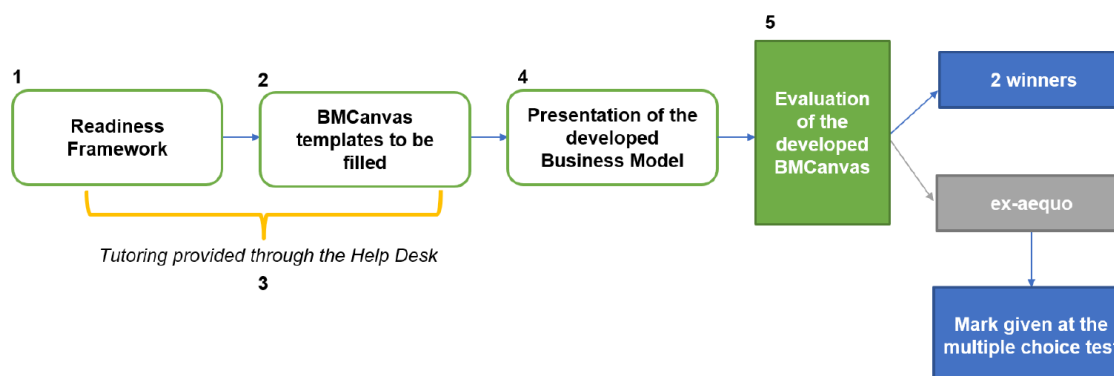 1
Readiness
Framework
2
BMCanvas
templates to be
filled
Tutoring provided through the Help Desk
3
4
Presentation of the
developed
Business Model
5
Evaluation
of the
developed
BMCanvas
2 winners
ex-aequo
Mark given at the
multiple choice test